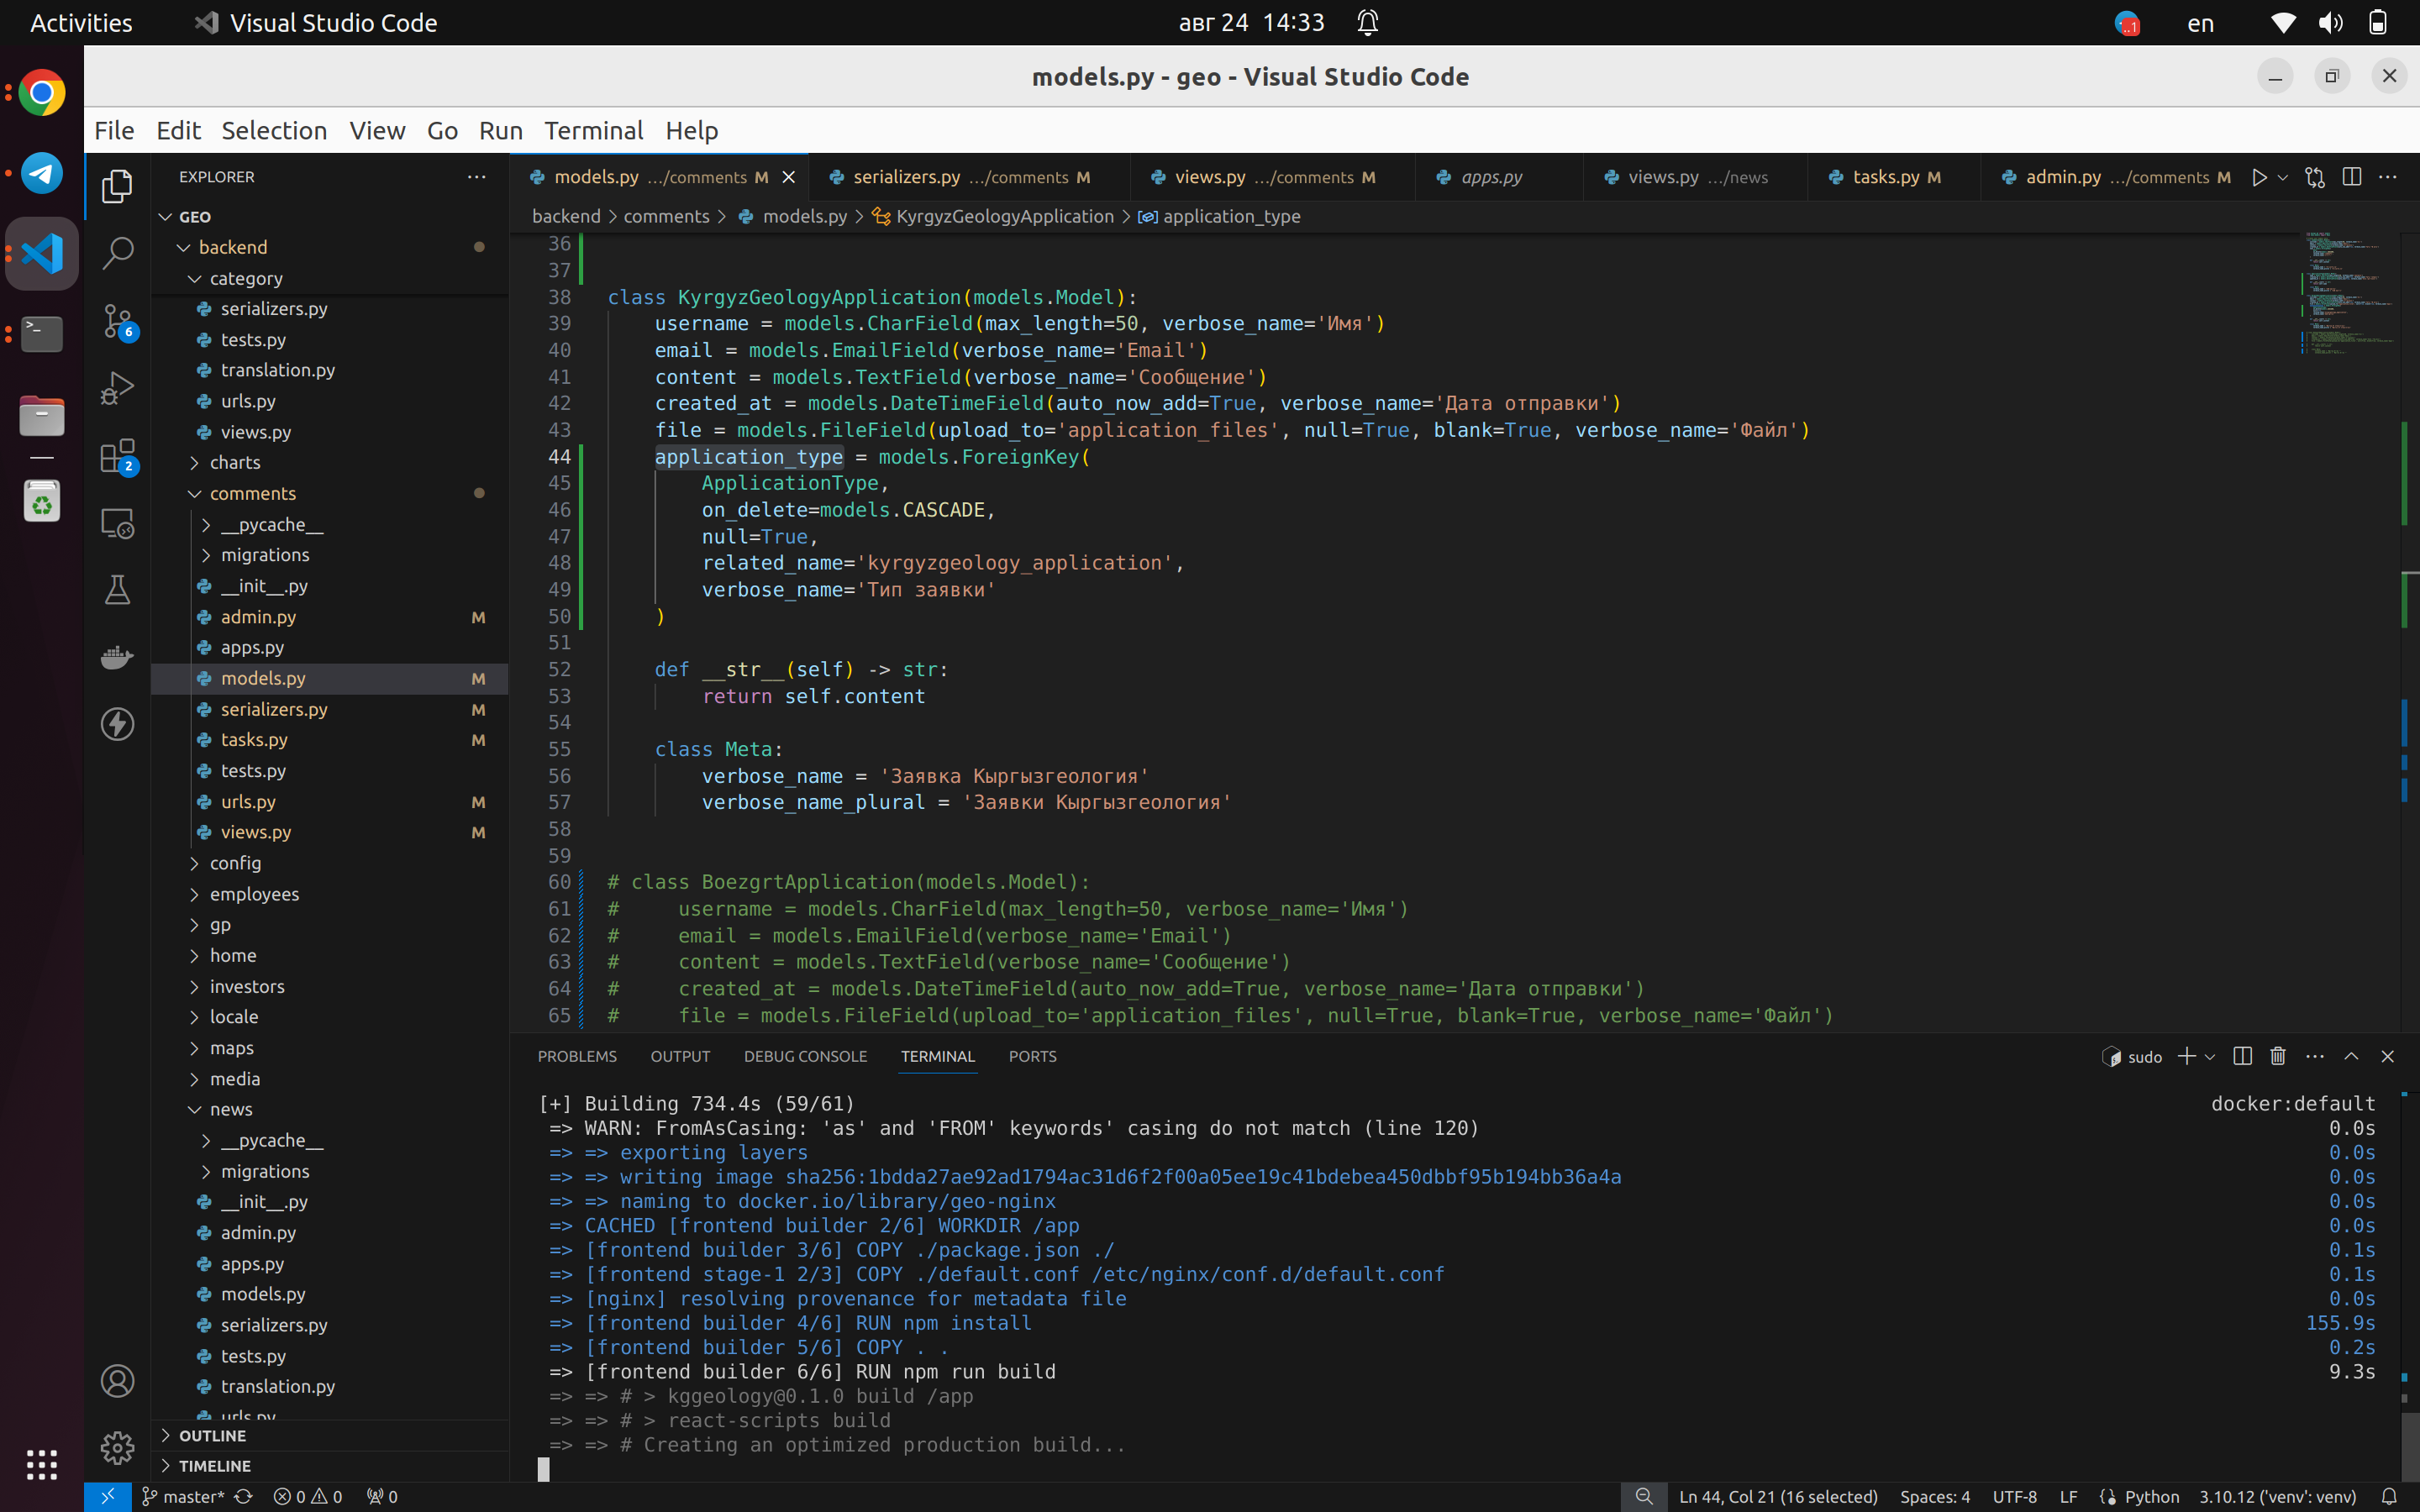 Activities Visual Studio Code авг 24 14:33 en
models.py - geo - Visual Studio Code
File Edit Selection View Go Run Terminal Help
EXPLORER
GEO
backend
category
serializers.py
tests.py
translation.py
urls.py
views.py
charts
comments
__pycache__
migrations
__init__.py
admin.py M
apps.py
models.py M
serializers.py M
tasks.py M
tests.py
urls.py M
views.py M
config
employees
gp
home
investors
locale
maps
media
news
__pycache__
migrations
__init__.py
admin.py
apps.py
models.py
serializers.py
tests.py
translation.py
urls.py
OUTLINE
TIMELINE
6
2
models.py .../comments M serializers.py .../comments M views.py .../comments M apps.py views.py .../news tasks.py M admin.py .../comments M
backend > comments > models.py > KyrgyzGeologyApplication > application_type
36
37
38 class KyrgyzGeologyApplication(models.Model):
39 username = models.CharField(max_length=50, verbose_name='Имя')
40 email = models.EmailField(verbose_name='Email')
41 content = models.TextField(verbose_name='Сообщение')
42 created_at = models.DateTimeField(auto_now_add=True, verbose_name='Дата отправки')
43 file = models.FileField(upload_to='application_files', null=True, blank=True, verbose_name='Файл')
44 application_type = models.ForeignKey(
45 ApplicationType,
46 on_delete=models.CASCADE,
47 null=True,
48 related_name='kyrgyzgeology_application',
49 verbose_name='Тип заявки'
50 )
51
52 def __str__(self) -> str:
53 return self.content
54
55 class Meta:
56 verbose_name = 'Заявка Кыргызгеология'
57 verbose_name_plural = 'Заявки Кыргызгеология'
58
59
60 # class BoezgrtApplication(models.Model):
61 # username = models.CharField(max_length=50, verbose_name='Имя')
62 # email = models.EmailField(verbose_name='Email')
63 # content = models.TextField(verbose_name='Сообщение')
64 # created_at = models.DateTimeField(auto_now_add=True, verbose_name='Дата отправки')
65 # file = models.FileField(upload_to='application_files', null=True, blank=True, verbose_name='Файл')
PROBLEMS OUTPUT DEBUG CONSOLE TERMINAL PORTS sudo
[+] Building 734.4s (59/61) docker:default
=> WARN: FromAsCasing: 'as' and 'FROM' keywords' casing do not match (line 120) 0.0s
=> => exporting layers 0.0s
=> => writing image sha256:1bdda27ae92ad1794ac31d6f2f00a05ee19c41bdebea450dbbf95b194bb36a4a 0.0s
=> => naming to docker.io/library/geo-nginx 0.0s
=> CACHED [frontend builder 2/6] WORKDIR /app 0.0s
=> [frontend builder 3/6] COPY ./package.json ./ 0.1s
=> [frontend stage-1 2/3] COPY ./default.conf /etc/nginx/conf.d/default.conf 0.1s
=> [nginx] resolving provenance for metadata file 0.0s
=> [frontend builder 4/6] RUN npm install 155.9s
=> [frontend builder 5/6] COPY . . 0.2s
=> [frontend builder 6/6] RUN npm run build 9.3s
=> => # > kggeology@0.1.0 build /app
=> => # > react-scripts build
=> => # Creating an optimized production build...
master* 0 0 0 Ln 44, Col 21 (16 selected) Spaces: 4 UTF-8 LF Python 3.10.12 ('venv': venv)